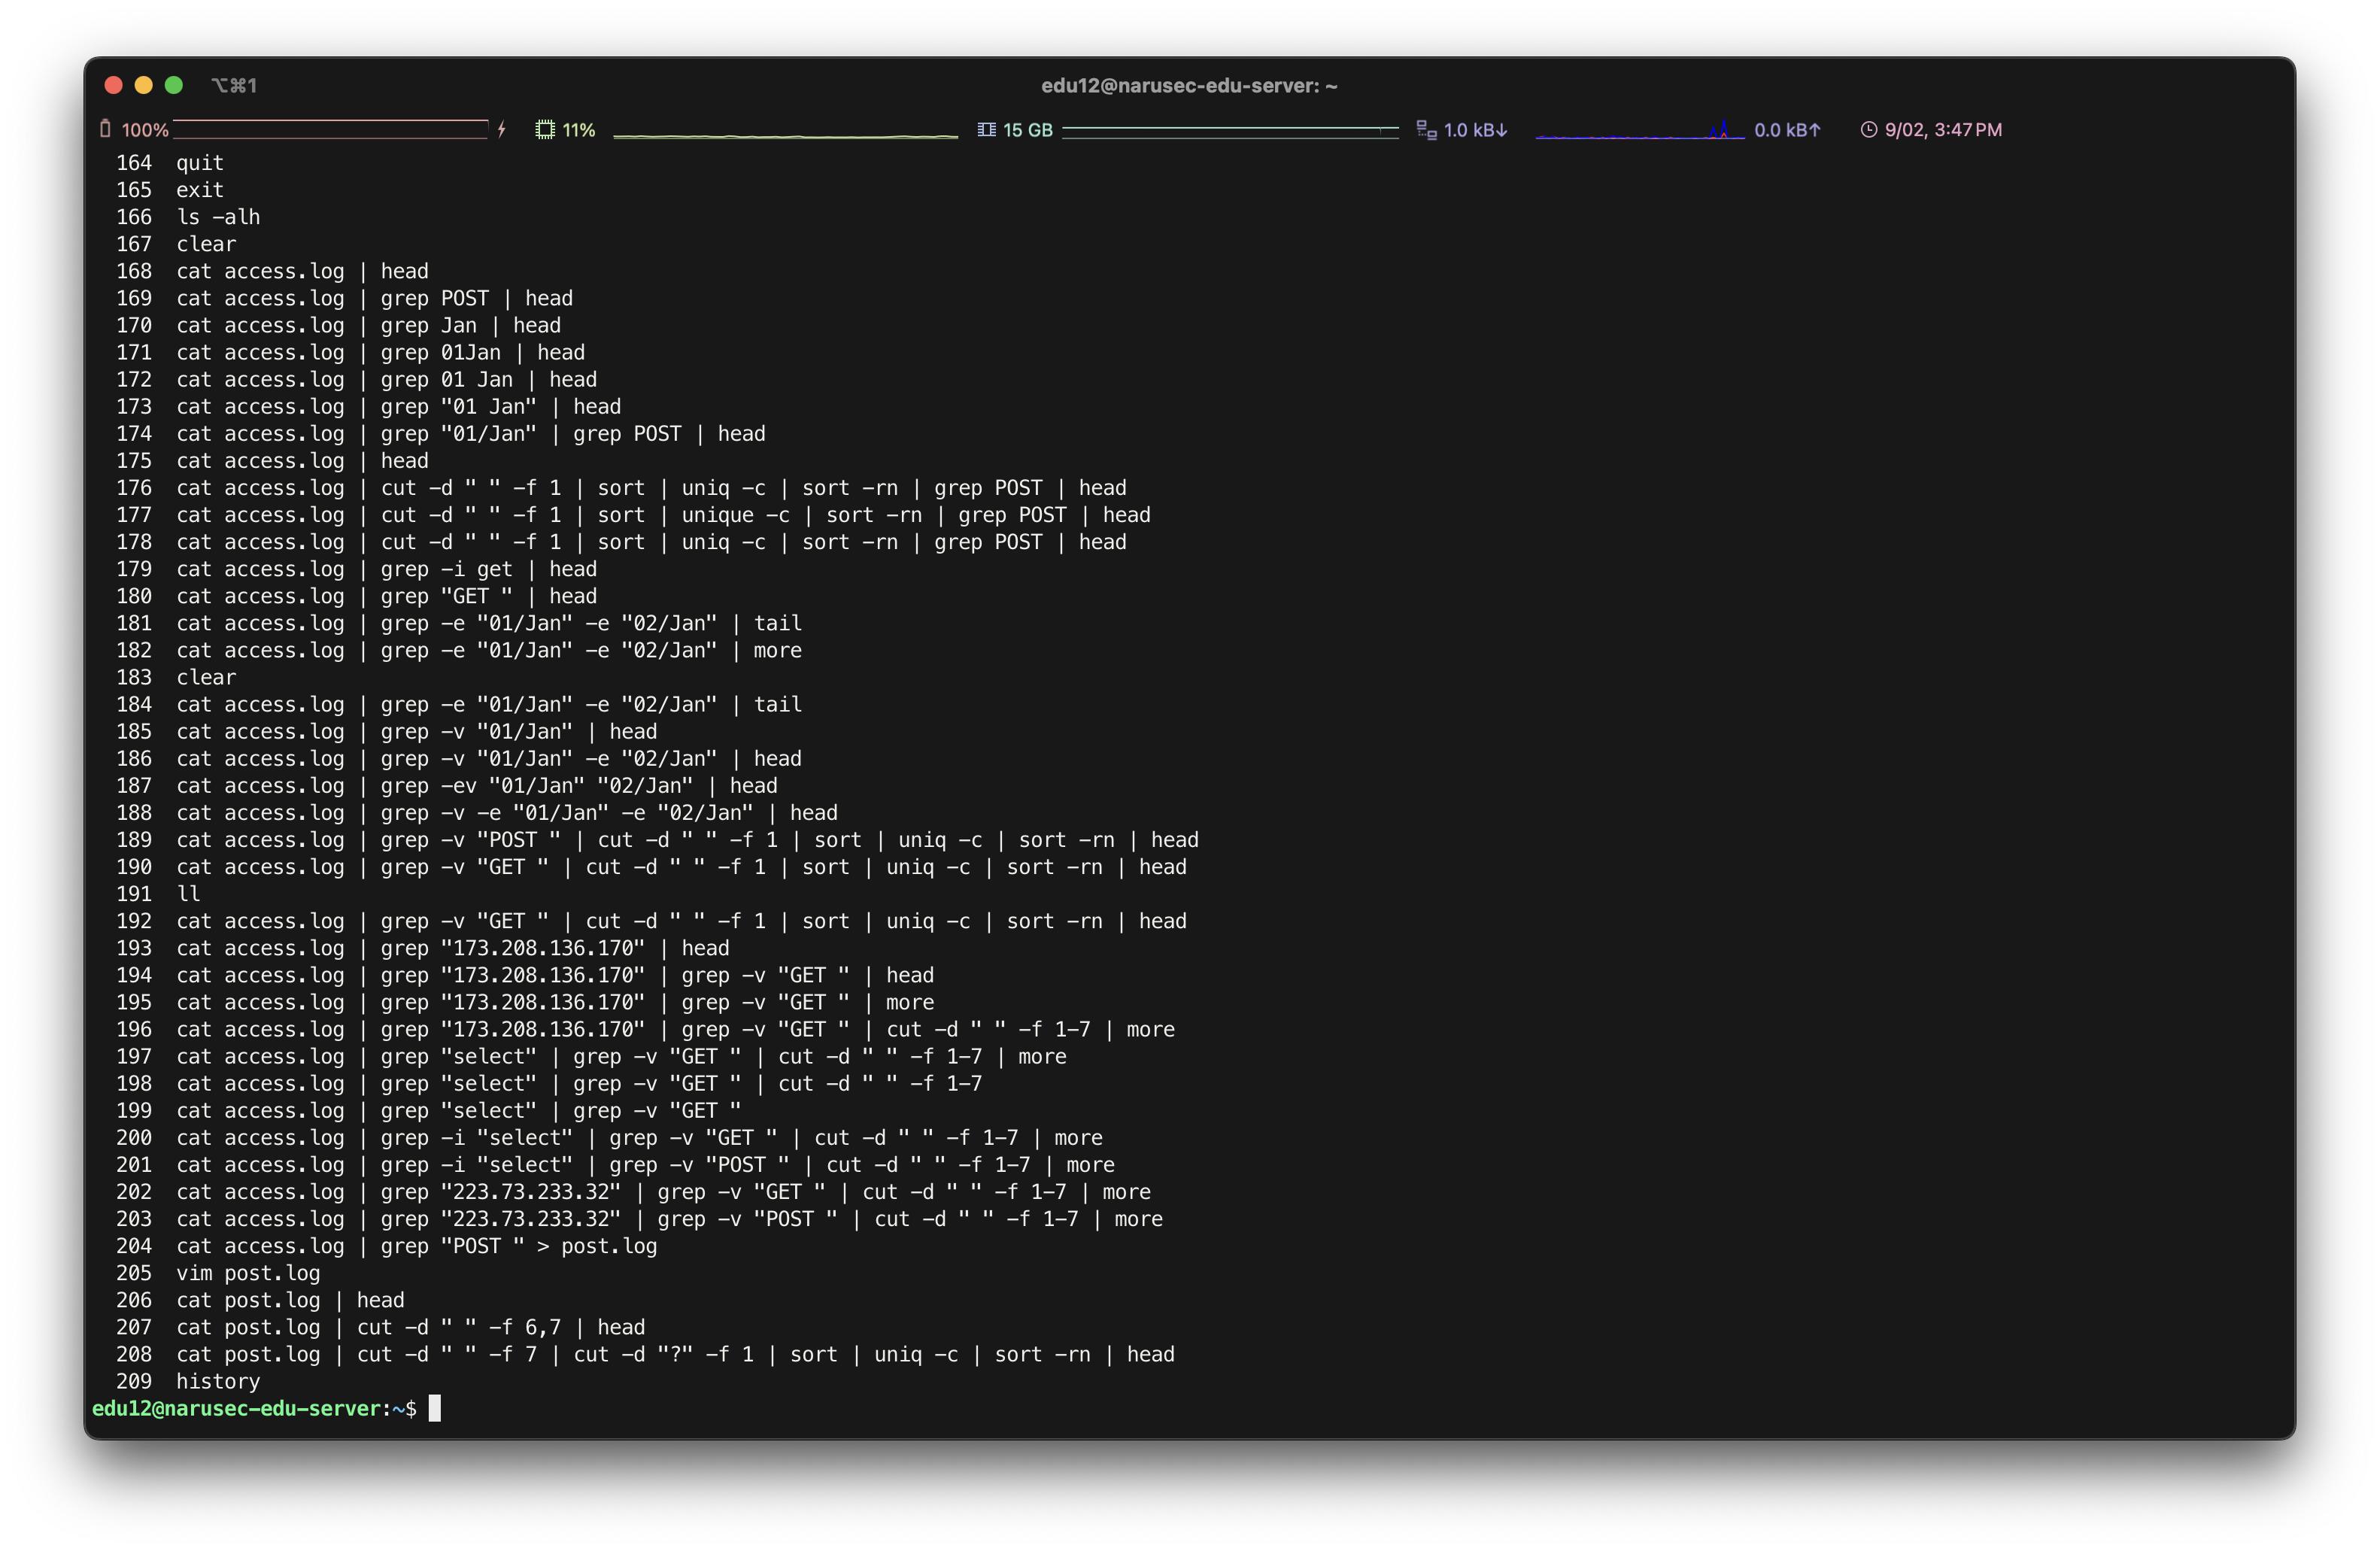 ⌥⌘1
edu12@narusec-edu-server: ~
100% 11% 15 GB 1.0 kB↓ 0.0 kB↑ 9/02, 3:47 PM
164 quit
165 exit
166 ls -alh
167 clear
168 cat access.log | head
169 cat access.log | grep POST | head
170 cat access.log | grep Jan | head
171 cat access.log | grep 01Jan | head
172 cat access.log | grep 01 Jan | head
173 cat access.log | grep "01 Jan" | head
174 cat access.log | grep "01/Jan" | grep POST | head
175 cat access.log | head
176 cat access.log | cut -d " " -f 1 | sort | uniq -c | sort -rn | grep POST | head
177 cat access.log | cut -d " " -f 1 | sort | unique -c | sort -rn | grep POST | head
178 cat access.log | cut -d " " -f 1 | sort | uniq -c | sort -rn | grep POST | head
179 cat access.log | grep -i get | head
180 cat access.log | grep "GET " | head
181 cat access.log | grep -e "01/Jan" -e "02/Jan" | tail
182 cat access.log | grep -e "01/Jan" -e "02/Jan" | more
183 clear
184 cat access.log | grep -e "01/Jan" -e "02/Jan" | tail
185 cat access.log | grep -v "01/Jan" | head
186 cat access.log | grep -v "01/Jan" -e "02/Jan" | head
187 cat access.log | grep -ev "01/Jan" "02/Jan" | head
188 cat access.log | grep -v -e "01/Jan" -e "02/Jan" | head
189 cat access.log | grep -v "POST " | cut -d " " -f 1 | sort | uniq -c | sort -rn | head
190 cat access.log | grep -v "GET " | cut -d " " -f 1 | sort | uniq -c | sort -rn | head
191 ll
192 cat access.log | grep -v "GET " | cut -d " " -f 1 | sort | uniq -c | sort -rn | head
193 cat access.log | grep "173.208.136.170" | head
194 cat access.log | grep "173.208.136.170" | grep -v "GET " | head
195 cat access.log | grep "173.208.136.170" | grep -v "GET " | more
196 cat access.log | grep "173.208.136.170" | grep -v "GET " | cut -d " " -f 1-7 | more
197 cat access.log | grep "select" | grep -v "GET " | cut -d " " -f 1-7 | more
198 cat access.log | grep "select" | grep -v "GET " | cut -d " " -f 1-7
199 cat access.log | grep "select" | grep -v "GET "
200 cat access.log | grep -i "select" | grep -v "GET " | cut -d " " -f 1-7 | more
201 cat access.log | grep -i "select" | grep -v "POST " | cut -d " " -f 1-7 | more
202 cat access.log | grep "223.73.233.32" | grep -v "GET " | cut -d " " -f 1-7 | more
203 cat access.log | grep "223.73.233.32" | grep -v "POST " | cut -d " " -f 1-7 | more
204 cat access.log | grep "POST " > post.log
205 vim post.log
206 cat post.log | head
207 cat post.log | cut -d " " -f 6,7 | head
208 cat post.log | cut -d " " -f 7 | cut -d "?" -f 1 | sort | uniq -c | sort -rn | head
209 history
edu12@narusec-edu-server:~$